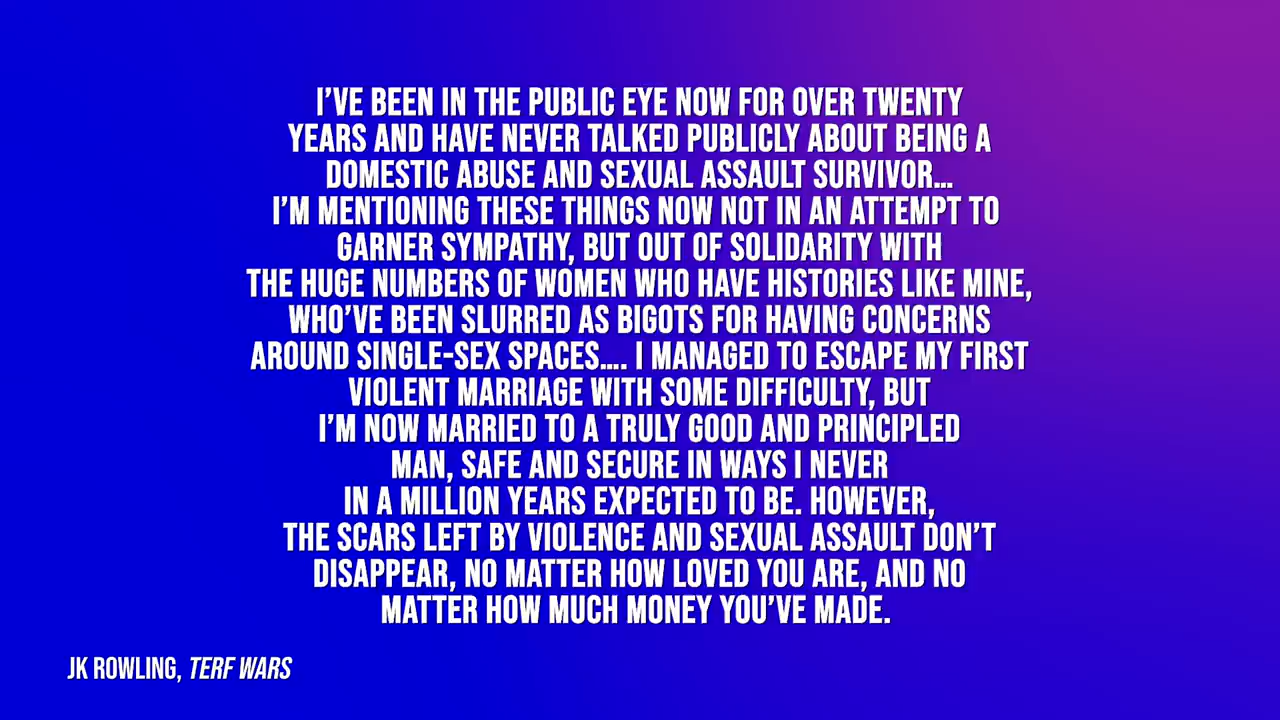 I'VE BEEN IN THE PUBLIC EYE NOW FOR OVER TWENTY
YEARS AND HAVE NEVER TALKED PUBLICLY ABOUT BEING A
DOMESTIC ABUSE AND SEXUAL ASSAULT SURVIVOR...
I'M MENTIONING THESE THINGS NOW NOT IN AN ATTEMPT TO
GARNER SYMPATHY, BUT OUT OF SOLIDARITY WITH
THE HUGE NUMBERS OF WOMEN WHO HAVE HISTORIES LIKE MINE,
WHO'VE BEEN SLURRED AS BIGOTS FOR HAVING CONCERNS
AROUND SINGLE-SEX SPACES.... I MANAGED TO ESCAPE MY FIRST
VIOLENT MARRIAGE WITH SOME DIFFICULTY, BUT
I'M NOW MARRIED TO A TRULY GOOD AND PRINCIPLED
MAN, SAFE AND SECURE IN WAYS I NEVER
IN A MILLION YEARS EXPECTED TO BE. HOWEVER,
THE SCARS LEFT BY VIOLENCE AND SEXUAL ASSAULT DON'T
DISAPPEAR, NO MATTER HOW LOVED YOU ARE, AND NO
MATTER HOW MUCH MONEY YOU'VE MADE.
JK ROWLING, TERF WARS